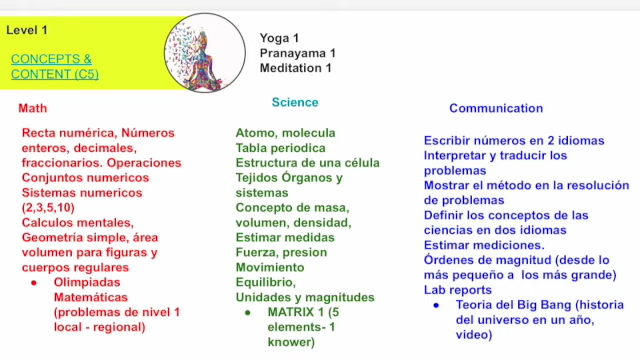 Level 1
CONCEPTS &
CONTENT (C5)
Yoga 1
Pranayama 1
Meditation 1
Math
Recta numérica, Números
enteros, decimales,
fraccionarios. Operaciones
Conjuntos numericos
Sistemas numericos
(2,3,5,10)
Calculos mentales,
Geometría simple, área
volumen para figuras y
cuerpos regulares
● Olimpiadas
Matemáticas
(problemas de nivel 1
local - regional)
Science
Atomo, molecula
Tabla periodica
Estructura de una célula
Tejidos Órganos y
sistemas
Concepto de masa,
volumen, densidad,
Estimar medidas
Fuerza, presion
Movimiento
Equilibrio,
Unidades y magnitudes
● MATRIX 1 (5
elements- 1
knower)
Communication
Escribir números en 2 idiomas
Interpretar y traducir los
problemas
Mostrar el método en la resolución
de problemas
Definir los conceptos de las
ciencias en dos idiomas
Estimar mediciones.
Órdenes de magnitud (desde lo
más pequeño a los más grande)
Lab reports
● Teoria del Big Bang (historia
del universo en un año,
video)